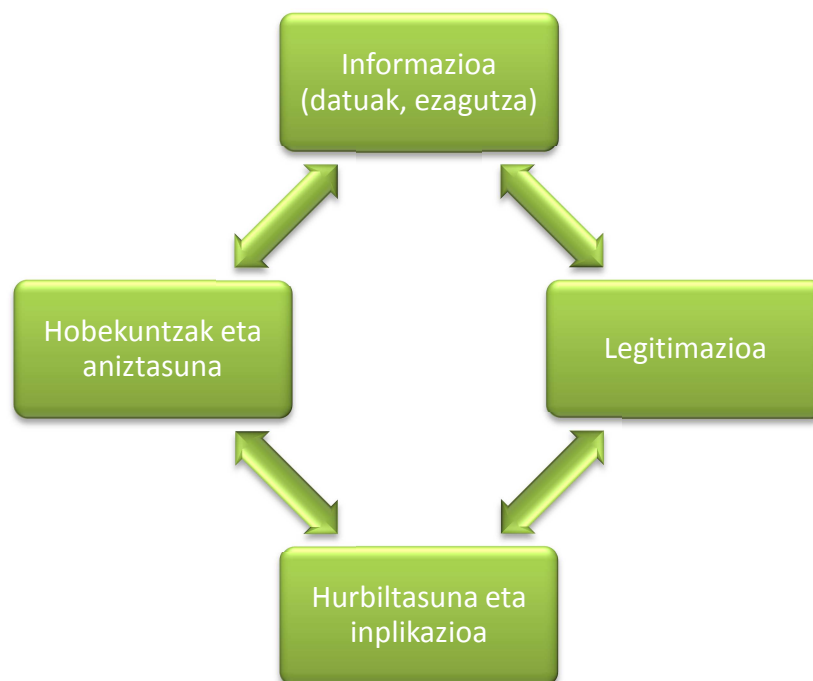 Informazioa
(datuak, ezagutza)
Hobekuntzak eta
aniztasuna
Legitimazioa
Hurbiltasuna eta
inplikazioa